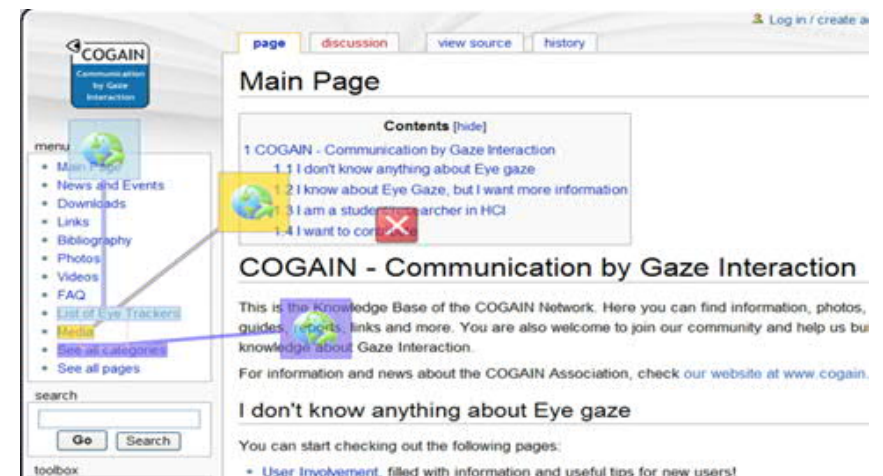 Log in / create a
COGAIN
Communication
by Gaze
Interaction
page discussion view source history
Main Page
Contents [hide]
1 COGAIN - Communication by Gaze Interaction
1.1 I don't know anything about Eye gaze
1.2 I know about Eye Gaze, but I want more information
1.3 I am a student/researcher in HCI
1.4 I want to
menu
Main Page
News and Events
Downloads
Links
Bibliography
Photos
Videos
FAQ
List of Eye Trackers
Media
See all categories
See all pages
search
Go Search
toolbox
COGAIN - Communication by Gaze Interaction
This is the Knowledge Base of the COGAIN Network. Here you can find information, photos,
guides, reports, links and more. You are also welcome to join our community and help us bui
knowledge about Gaze Interaction.
For information and news about the COGAIN Association, check our website at www.cogain.
I don't know anything about Eye gaze
You can start checking out the following pages:
User Involvement, filled with information and useful tips for new users!